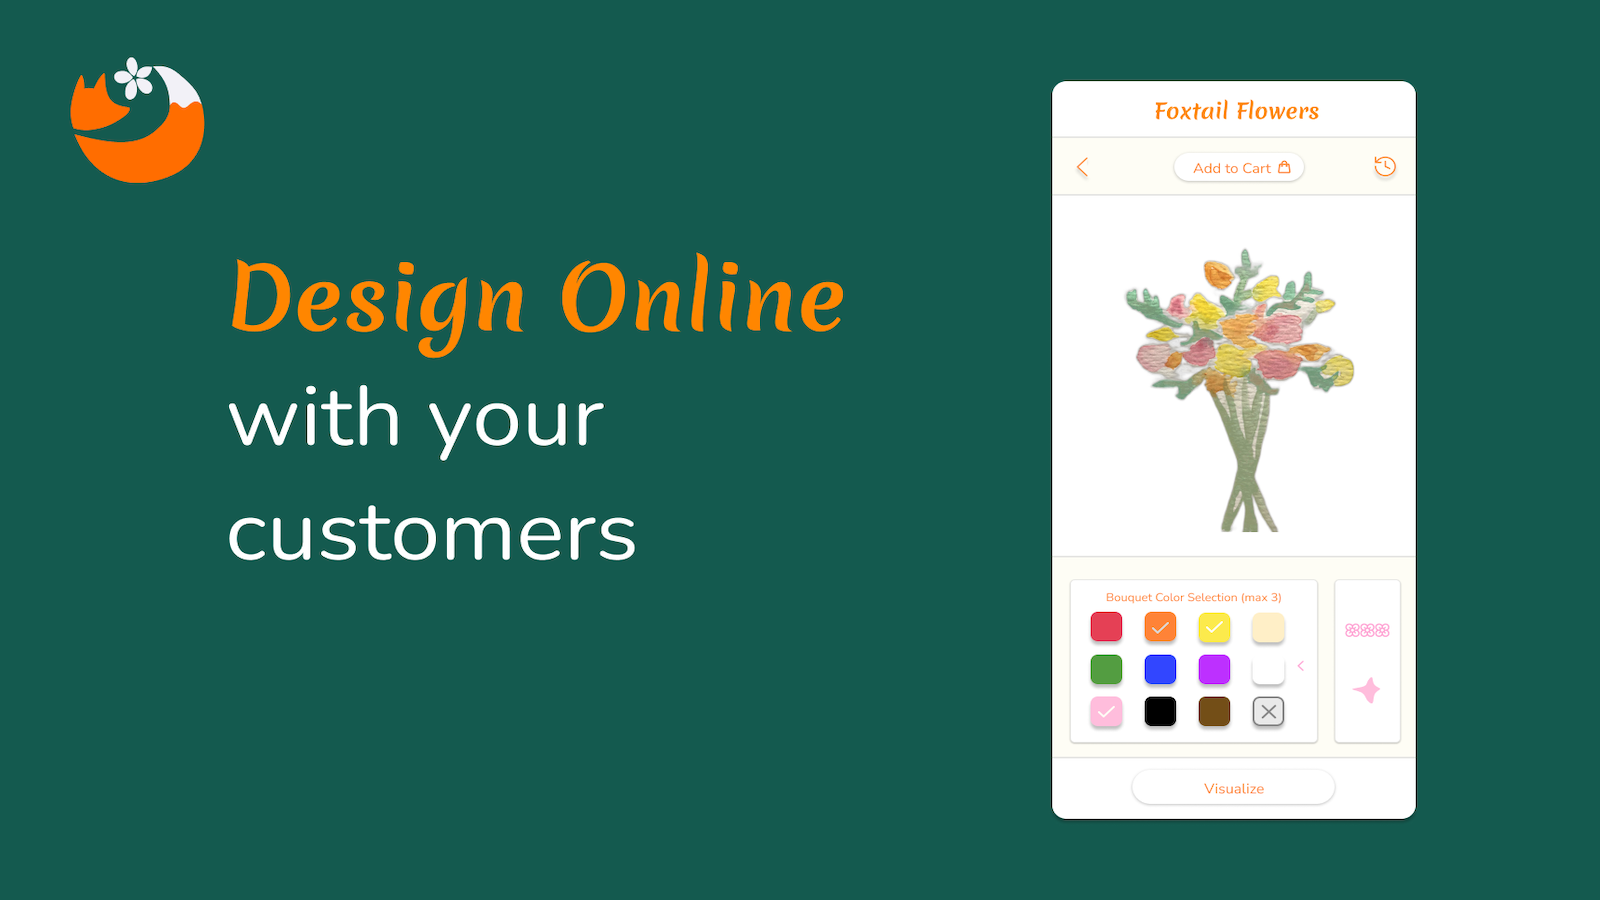 Design Online
with your
customers
Foxtail Flowers
Add to Cart
Bouquet Color Selection (max 3)
Visualize